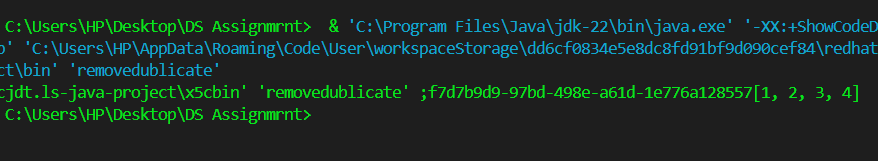 C:\Users\HP\Desktop\DS Assignmrnt>  & 'C:\Program Files\Java\jdk-22\bin\java.exe' '-XX:+ShowCodeD
p' 'C:\Users\HP\AppData\Roaming\Code\User\workspaceStorage\dd6cf0834e5e8dc8fd91bf9d090cef84\redhat
ct\bin' 'removedublicate'
cjdt.ls-java-project\x5cbin' 'removedublicate' ;f7d7b9d9-97bd-498e-a61d-1e776a128557[1, 2, 3, 4]
C:\Users\HP\Desktop\DS Assignmrnt>